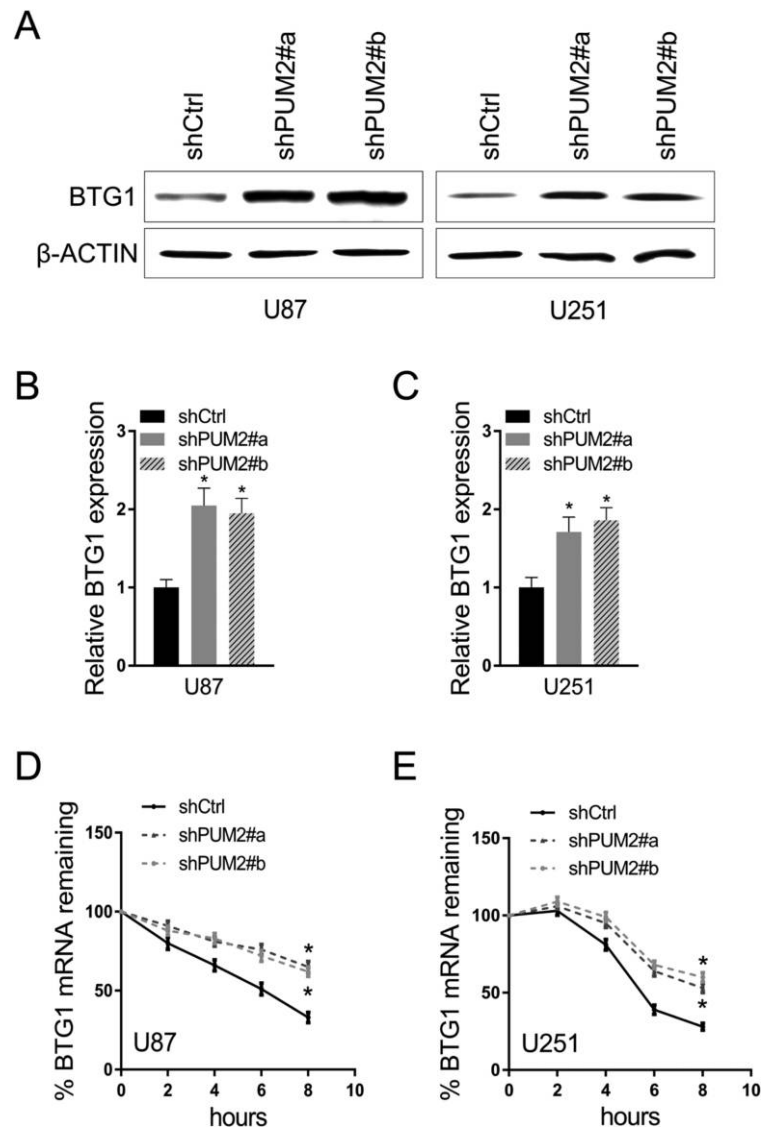 A
shCtrl
shPUM2#a
shPUM2#b
shCtrl
shPUM2#a
shPUM2#b
BTG1
β-ACTIN
U87
U251
B
shCtrl
shPUM2#a
shPUM2#b
Relative BTG1 expression
3
2
1
0
* *
U87
C
shCtrl
shPUM2#a
shPUM2#b
Relative BTG1 expression
3
2
1
0
* *
U251
D
shCtrl
shPUM2#a
shPUM2#b
% BTG1 mRNA remaining
150
100
50
0
*
*
U87
0 2 4 6 8 10
hours
E
shCtrl
shPUM2#a
shPUM2#b
% BTG1 mRNA remaining
150
100
50
0
*
*
U251
0 2 4 6 8 10
hours